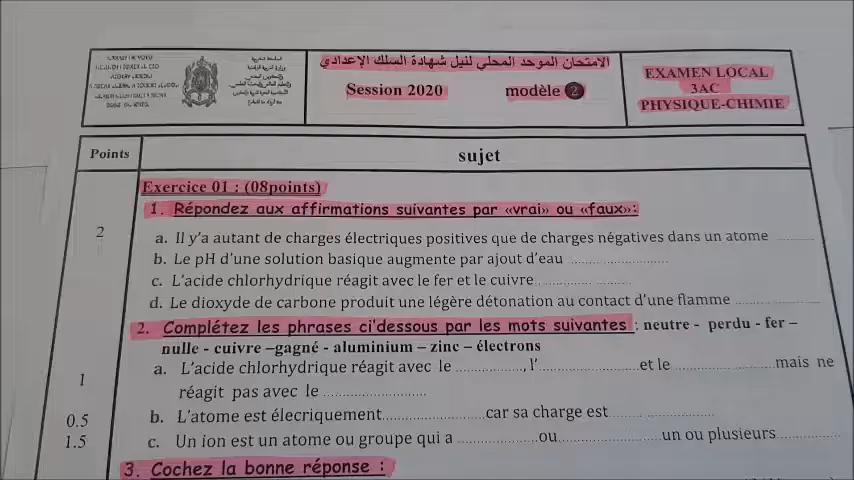 الامتحان الموحد المحلي لنيل شهادة السلك الإعدادي
Session 2020 modèle 2
EXAMEN LOCAL
3AC
PHYSIQUE-CHIMIE
Points
sujet
Exercice 01 : (08points)
1. Répondez aux affirmations suivantes par «vrai» ou «faux»:
2
a. Il y'a autant de charges électriques positives que de charges négatives dans un atome ..........
b. Le pH d'une solution basique augmente par ajout d'eau ..........................
c. L'acide chlorhydrique réagit avec le fer et le cuivre..........................
d. Le dioxyde de carbone produit une légère détonation au contact d'une flamme ......................
2. Complétez les phrases ci'dessous par les mots suivantes : neutre - perdu - fer –
nulle - cuivre –gagné - aluminium – zinc – électrons
1
a. L'acide chlorhydrique réagit avec le .................., l'..........................et le ..........................mais ne
réagit pas avec le ..........................
0.5
b. L'atome est élecriquement..........................car sa charge est..........................
1.5
c. Un ion est un atome ou groupe qui a ....................ou..........................un ou plusieurs................
3. Cochez la bonne réponse :